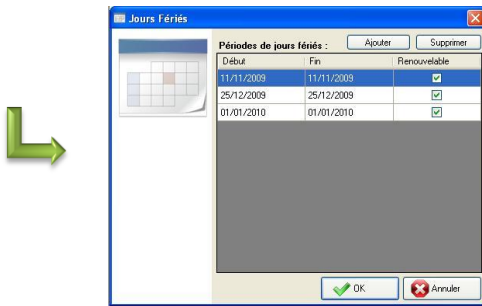 Jours Fériés
Périodes de jours fériés : Ajouter Supprimer
Début Fin Renouvelable
11/11/2009 11/11/2009
25/12/2009 25/12/2009
01/01/2010 01/01/2010
OK Annuler